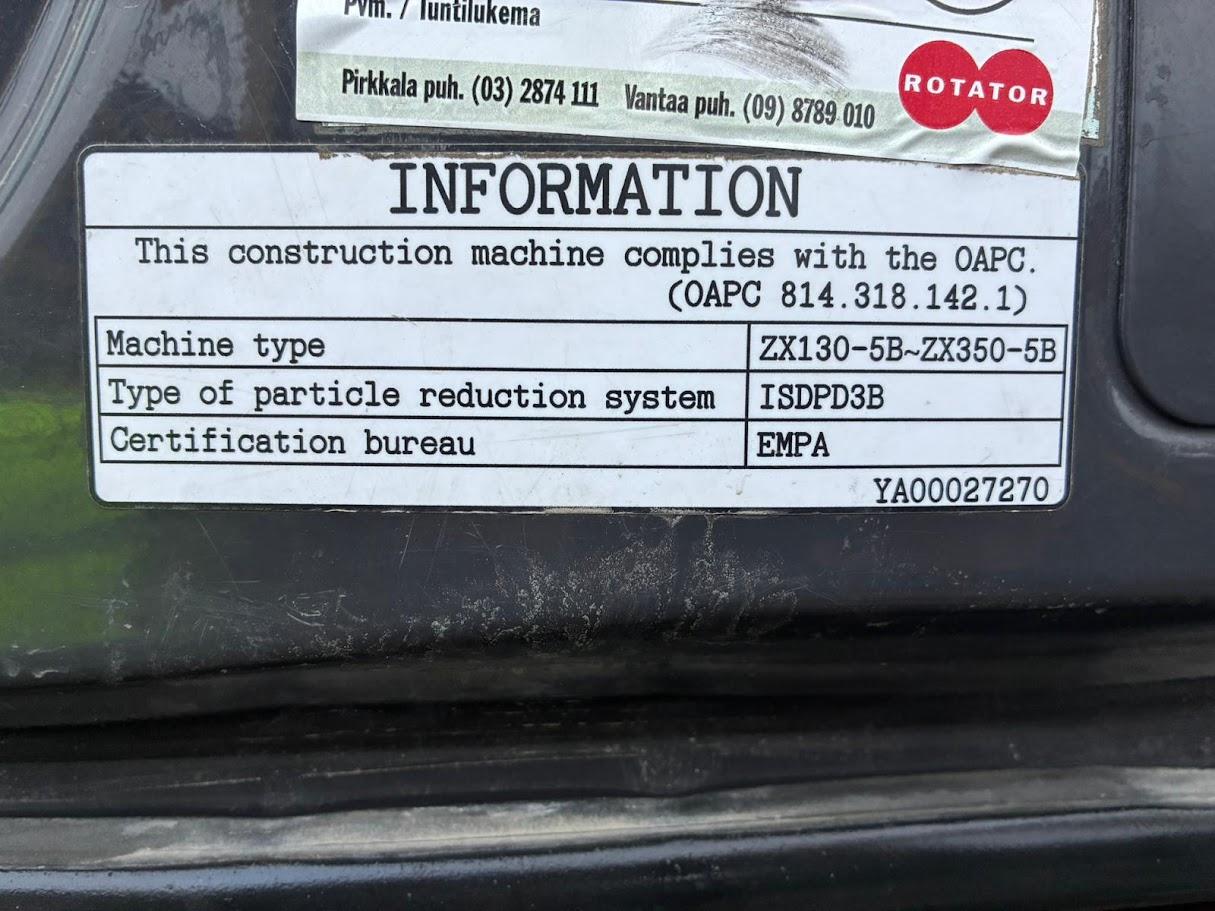 Pvm. / Tuntilukema
Pirkkala puh. (03) 2874 111 Vantaa puh. (09) 8789 010
ROTATOR
INFORMATION
This construction machine complies with the OAPC.
(OAPC 814.318.142.1)
Machine type ZX130-5B~ZX350-5B
Type of particle reduction system ISDPD3B
Certification bureau EMPA
YA00027270